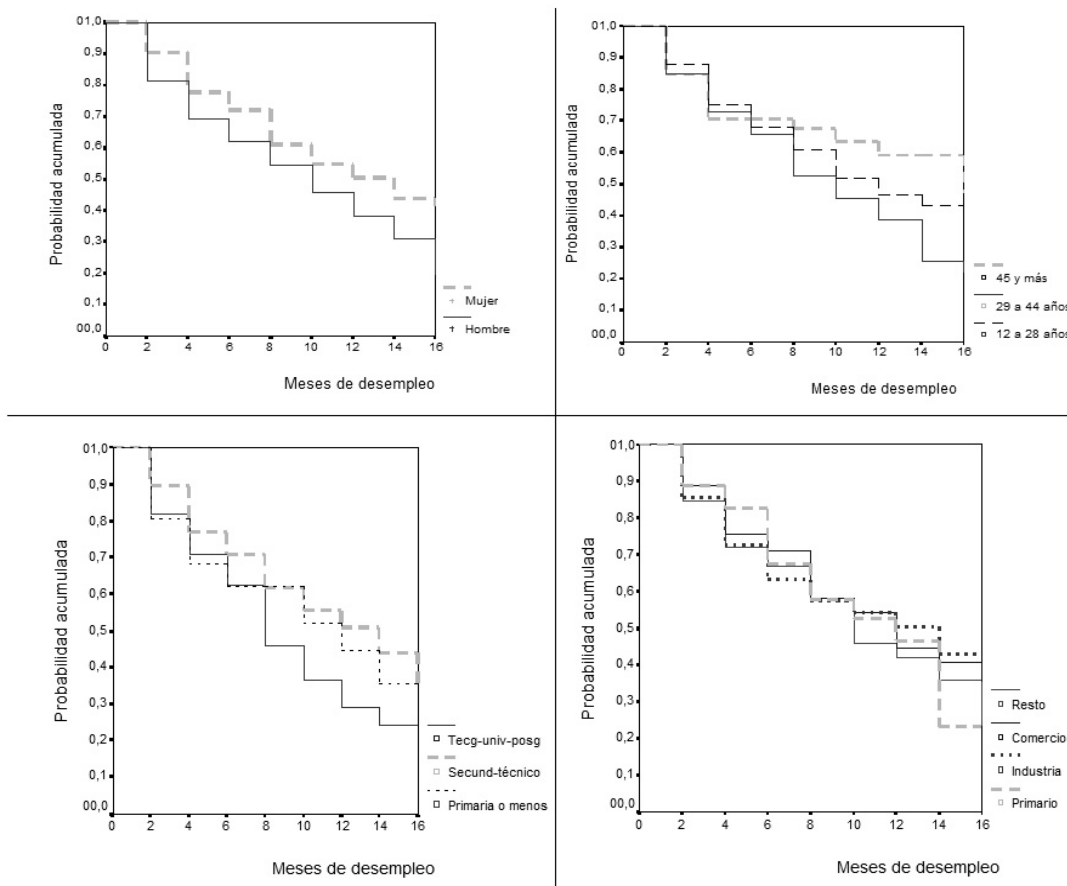 01,0
0,9
0,8
0,7
0,6
0,5
0,4
0,3
0,2
0,1
00,0
0 2 4 6 8 10 12 14 16
Probabilidad acumulada
Meses de desempleo
Mujer
Hombre
01,0
0,9
0,8
0,7
0,6
0,5
0,4
0,3
0,2
0,1
00,0
0 2 4 6 8 10 12 14 16
Probabilidad acumulada
Meses de desempleo
45 y más
29 a 44 años
12 a 28 años
01,0
0,9
0,8
0,7
0,6
0,5
0,4
0,3
0,2
0,1
00,0
0 2 4 6 8 10 12 14 16
Probabilidad acumulada
Meses de desempleo
Tecg-univ-posg
Secund-técnico
Primaria o menos
01,0
0,9
0,8
0,7
0,6
0,5
0,4
0,3
0,2
0,1
00,0
0 2 4 6 8 10 12 14 16
Probabilidad acumulada
Meses de desempleo
Resto
Comercio
Industria
Primario